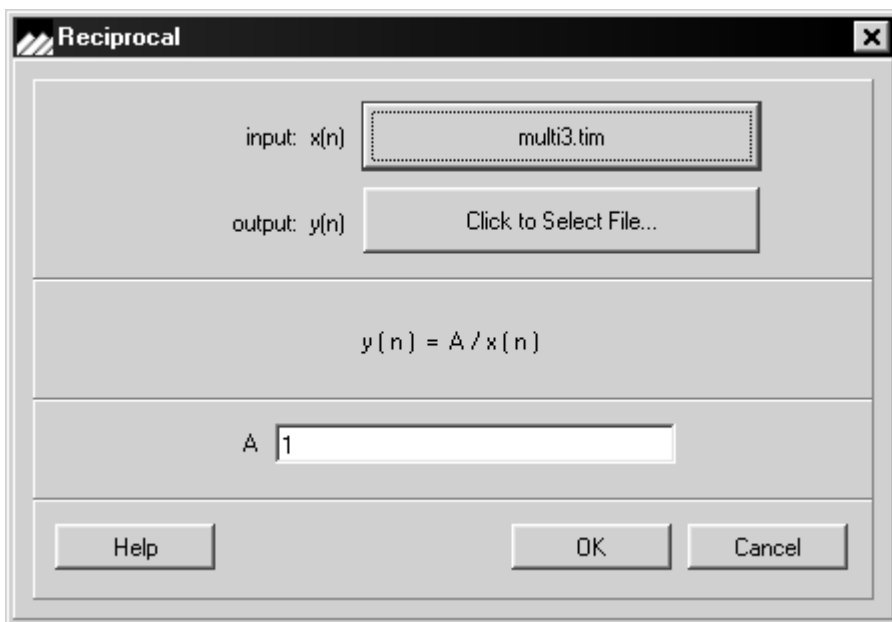 Reciprocal
input: x(n) multi3.tim
output: y(n) Click to Select File...
y(n) = A/x(n)
A 1
Help OK Cancel